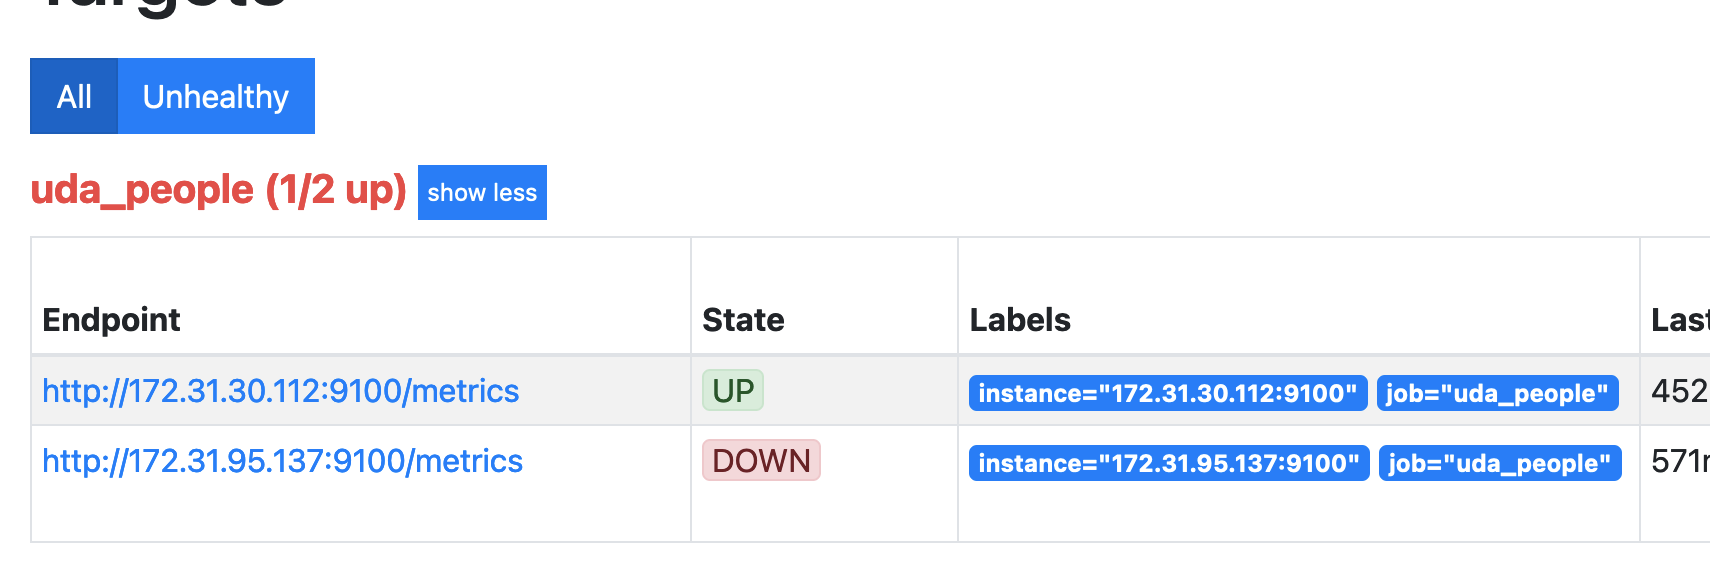 Targets
All Unhealthy
uda_people (1/2 up) show less
Endpoint State Labels Last
http://172.31.30.112:9100/metrics UP instance="172.31.30.112:9100" job="uda_people" 452
http://172.31.95.137:9100/metrics DOWN instance="172.31.95.137:9100" job="uda_people" 571